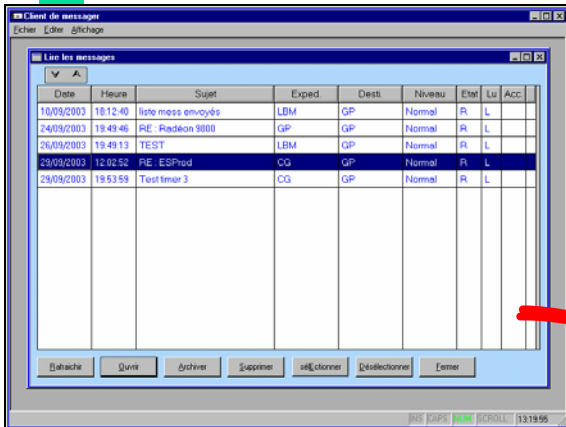 Client de messager
Fichier Editer Affichage
Lire les messages
Date Heure Sujet Exped. Desti. Niveau Etat Lu Acc.
10/09/2003 18:12:40 liste mess envoyés LBM GP Normal R L
24/09/2003 19:49:46 RE : Radéon 9800 GP GP Normal R L
26/09/2003 19:49:13 TEST LBM GP Normal R L
29/09/2003 12:02:52 RE : ESProd CG GP Normal R L
29/09/2003 19:53:59 Test timer 3 CG GP Normal R L
Rafraichir Ouvrir Archiver Supprimer sélEctionner Désélectionner Fermer
INS CAPS NUM SCROLL 13:19:55